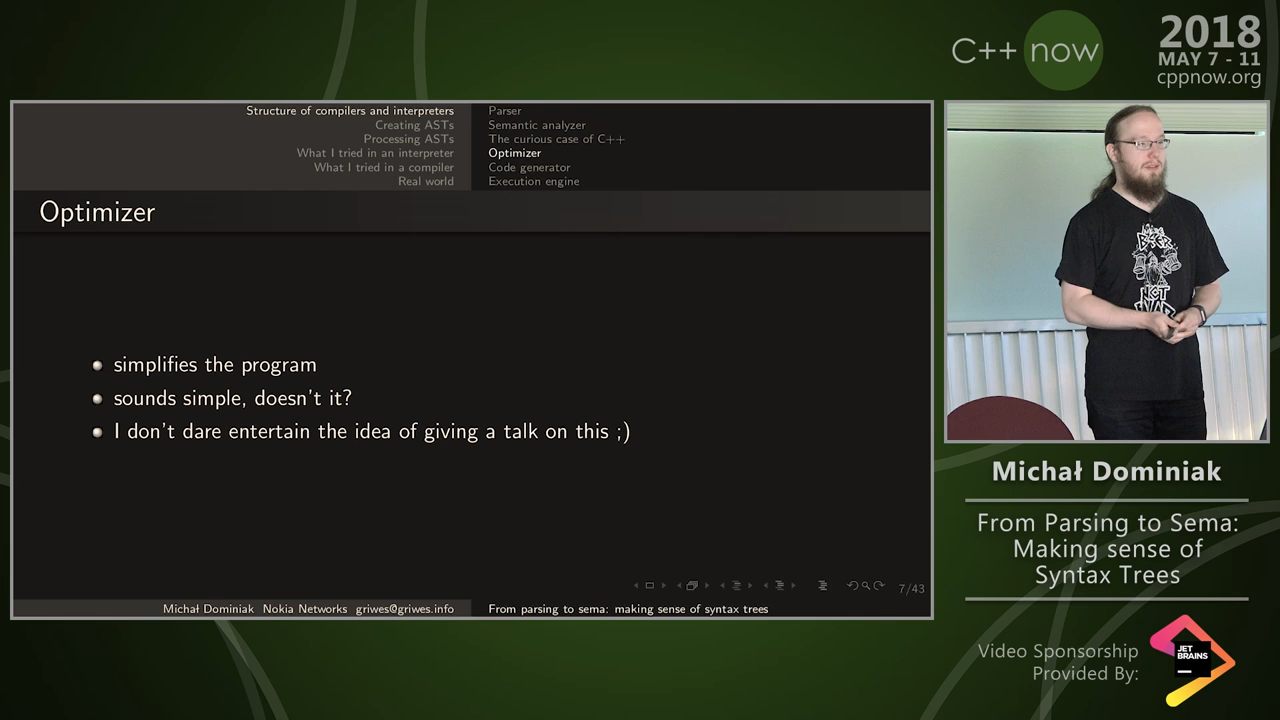 C++ now
2018
MAY 7 - 11
cppnow.org
Structure of compilers and interpreters
Creating ASTs
Processing ASTs
What I tried in an interpreter
What I tried in a compiler
Real world
Parser
Semantic analyzer
The curious case of C++
Optimizer
Code generator
Execution engine
Optimizer
simplifies the program
sounds simple, doesn't it?
I don't dare entertain the idea of giving a talk on this ;)
7/43
Michał Dominiak Nokia Networks griwes@griwes.info
From parsing to sema: making sense of syntax trees
BEER
NOT
WAR
Michał Dominiak
From Parsing to Sema:
Making sense of
Syntax Trees
Video Sponsorship
Provided By:
JET
BRAINS